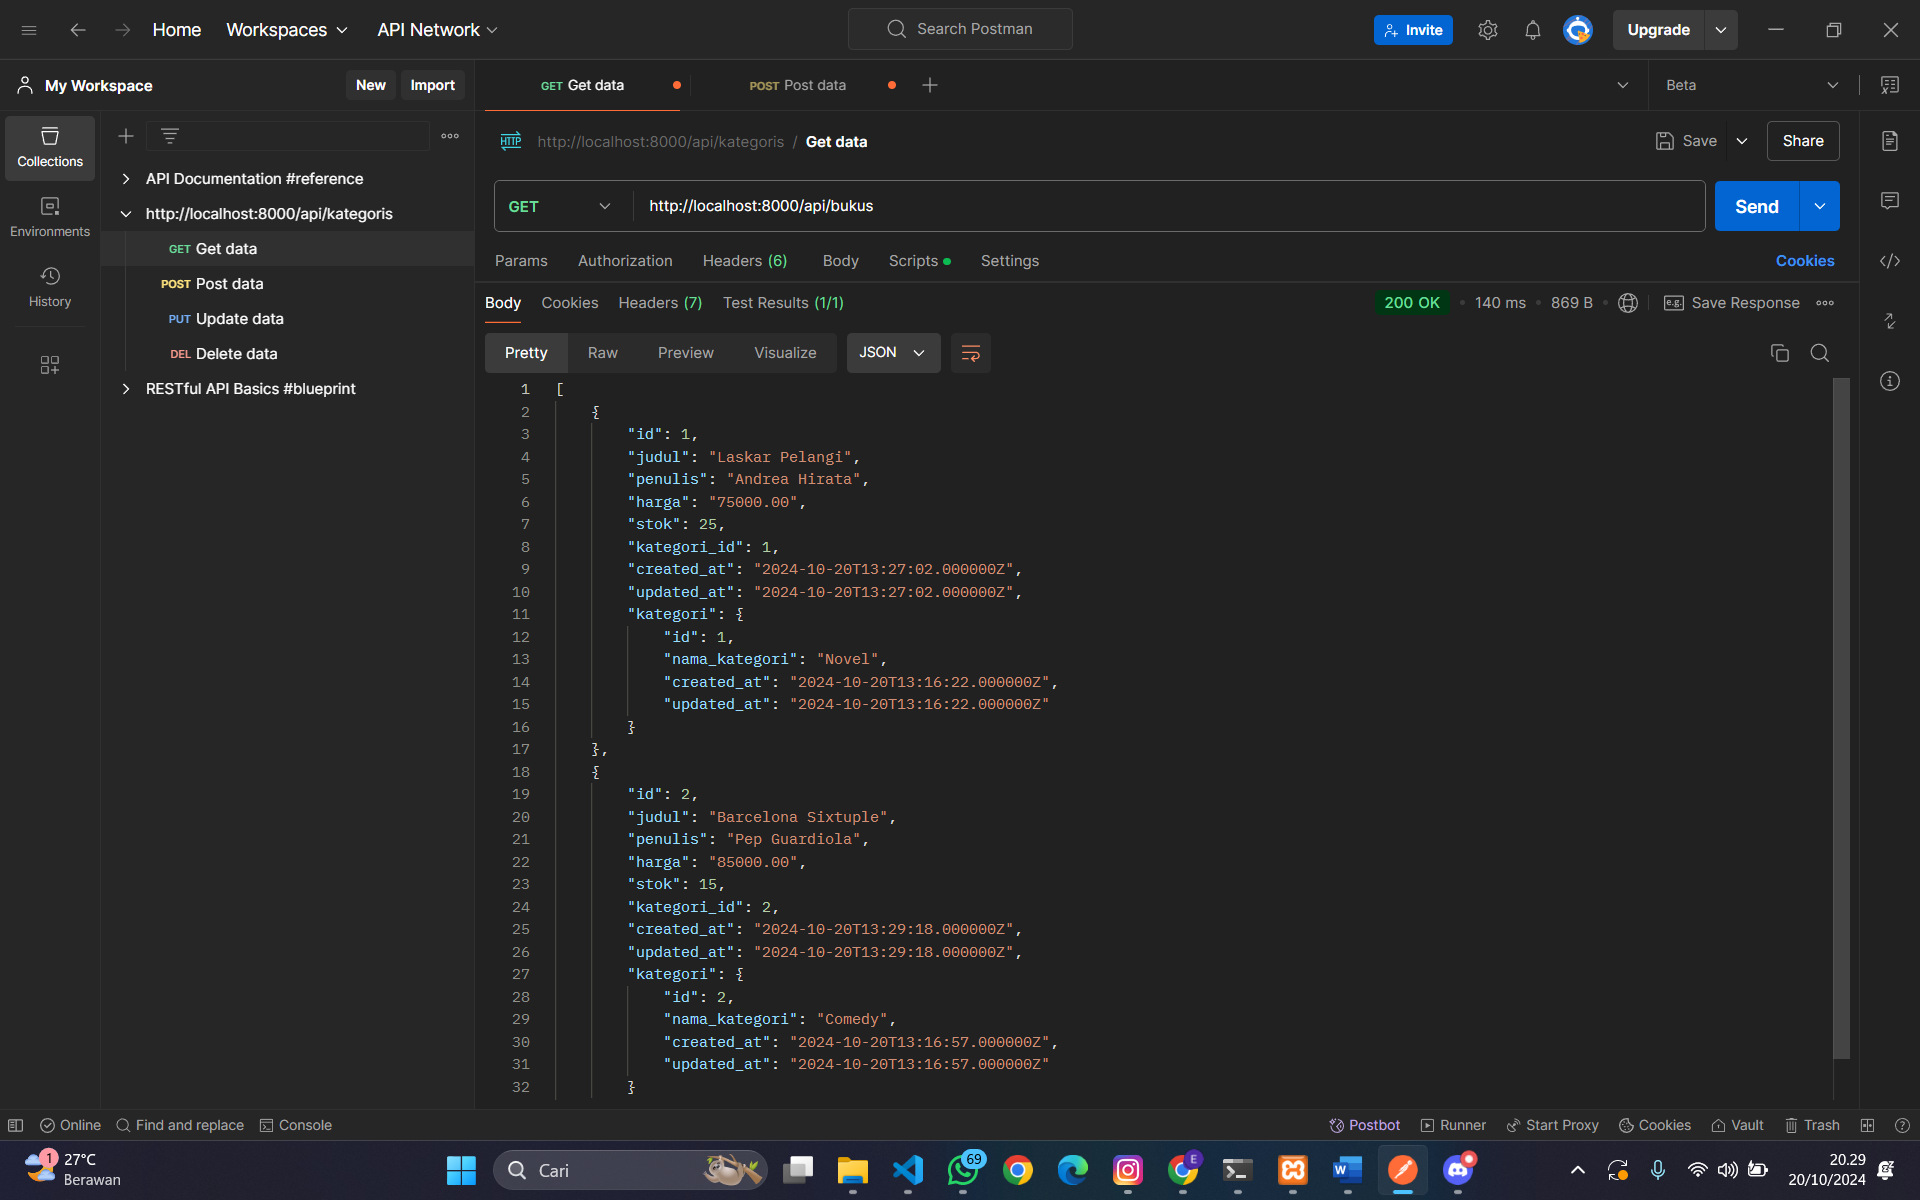 Home Workspaces API Network Search Postman Invite Upgrade
My Workspace New Import GET Get data POST Post data Beta
Collections
Environments
History
API Documentation #reference
http://localhost:8000/api/kategoris
GET Get data
POST Post data
PUT Update data
DEL Delete data
RESTful API Basics #blueprint
HTTP http://localhost:8000/api/kategoris / Get data Save Share
GET http://localhost:8000/api/bukus Send
Params Authorization Headers (6) Body Scripts Settings Cookies
Body Cookies Headers (7) Test Results (1/1) 200 OK 140 ms 869 B e.g. Save Response
Pretty Raw Preview Visualize JSON
1 [
2 {
3 "id": 1,
4 "judul": "Laskar Pelangi",
5 "penulis": "Andrea Hirata",
6 "harga": "75000.00",
7 "stok": 25,
8 "kategori_id": 1,
9 "created_at": "2024-10-20T13:27:02.000000Z",
10 "updated_at": "2024-10-20T13:27:02.000000Z",
11 "kategori": {
12 "id": 1,
13 "nama_kategori": "Novel",
14 "created_at": "2024-10-20T13:16:22.000000Z",
15 "updated_at": "2024-10-20T13:16:22.000000Z"
16 }
17 },
18 {
19 "id": 2,
20 "judul": "Barcelona Sixtuple",
21 "penulis": "Pep Guardiola",
22 "harga": "85000.00",
23 "stok": 15,
24 "kategori_id": 2,
25 "created_at": "2024-10-20T13:29:18.000000Z",
26 "updated_at": "2024-10-20T13:29:18.000000Z",
27 "kategori": {
28 "id": 2,
29 "nama_kategori": "Comedy",
30 "created_at": "2024-10-20T13:16:57.000000Z",
31 "updated_at": "2024-10-20T13:16:57.000000Z"
32 }
Online Find and replace Console Postbot Runner Start Proxy Cookies Vault Trash
1 27°C
Berawan
Cari
69
E
20.29
20/10/2024